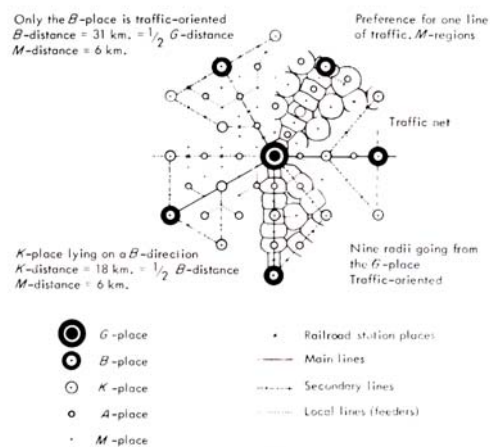 Only the B-place is traffic-oriented
B-distance = 31 km. = 1/2 G-distance
M-distance = 6 km.
Preference for one line
of traffic. M-regions
Traffic net
K-place lying on a B-direction
K-distance = 18 km. = 1/2 B-distance
M-distance = 6 km.
Nine radii going from
the G-place
Traffic-oriented
G-place
B-place
K-place
A-place
M-place
Railroad station places
Main lines
Secondary lines
Local lines (feeders)